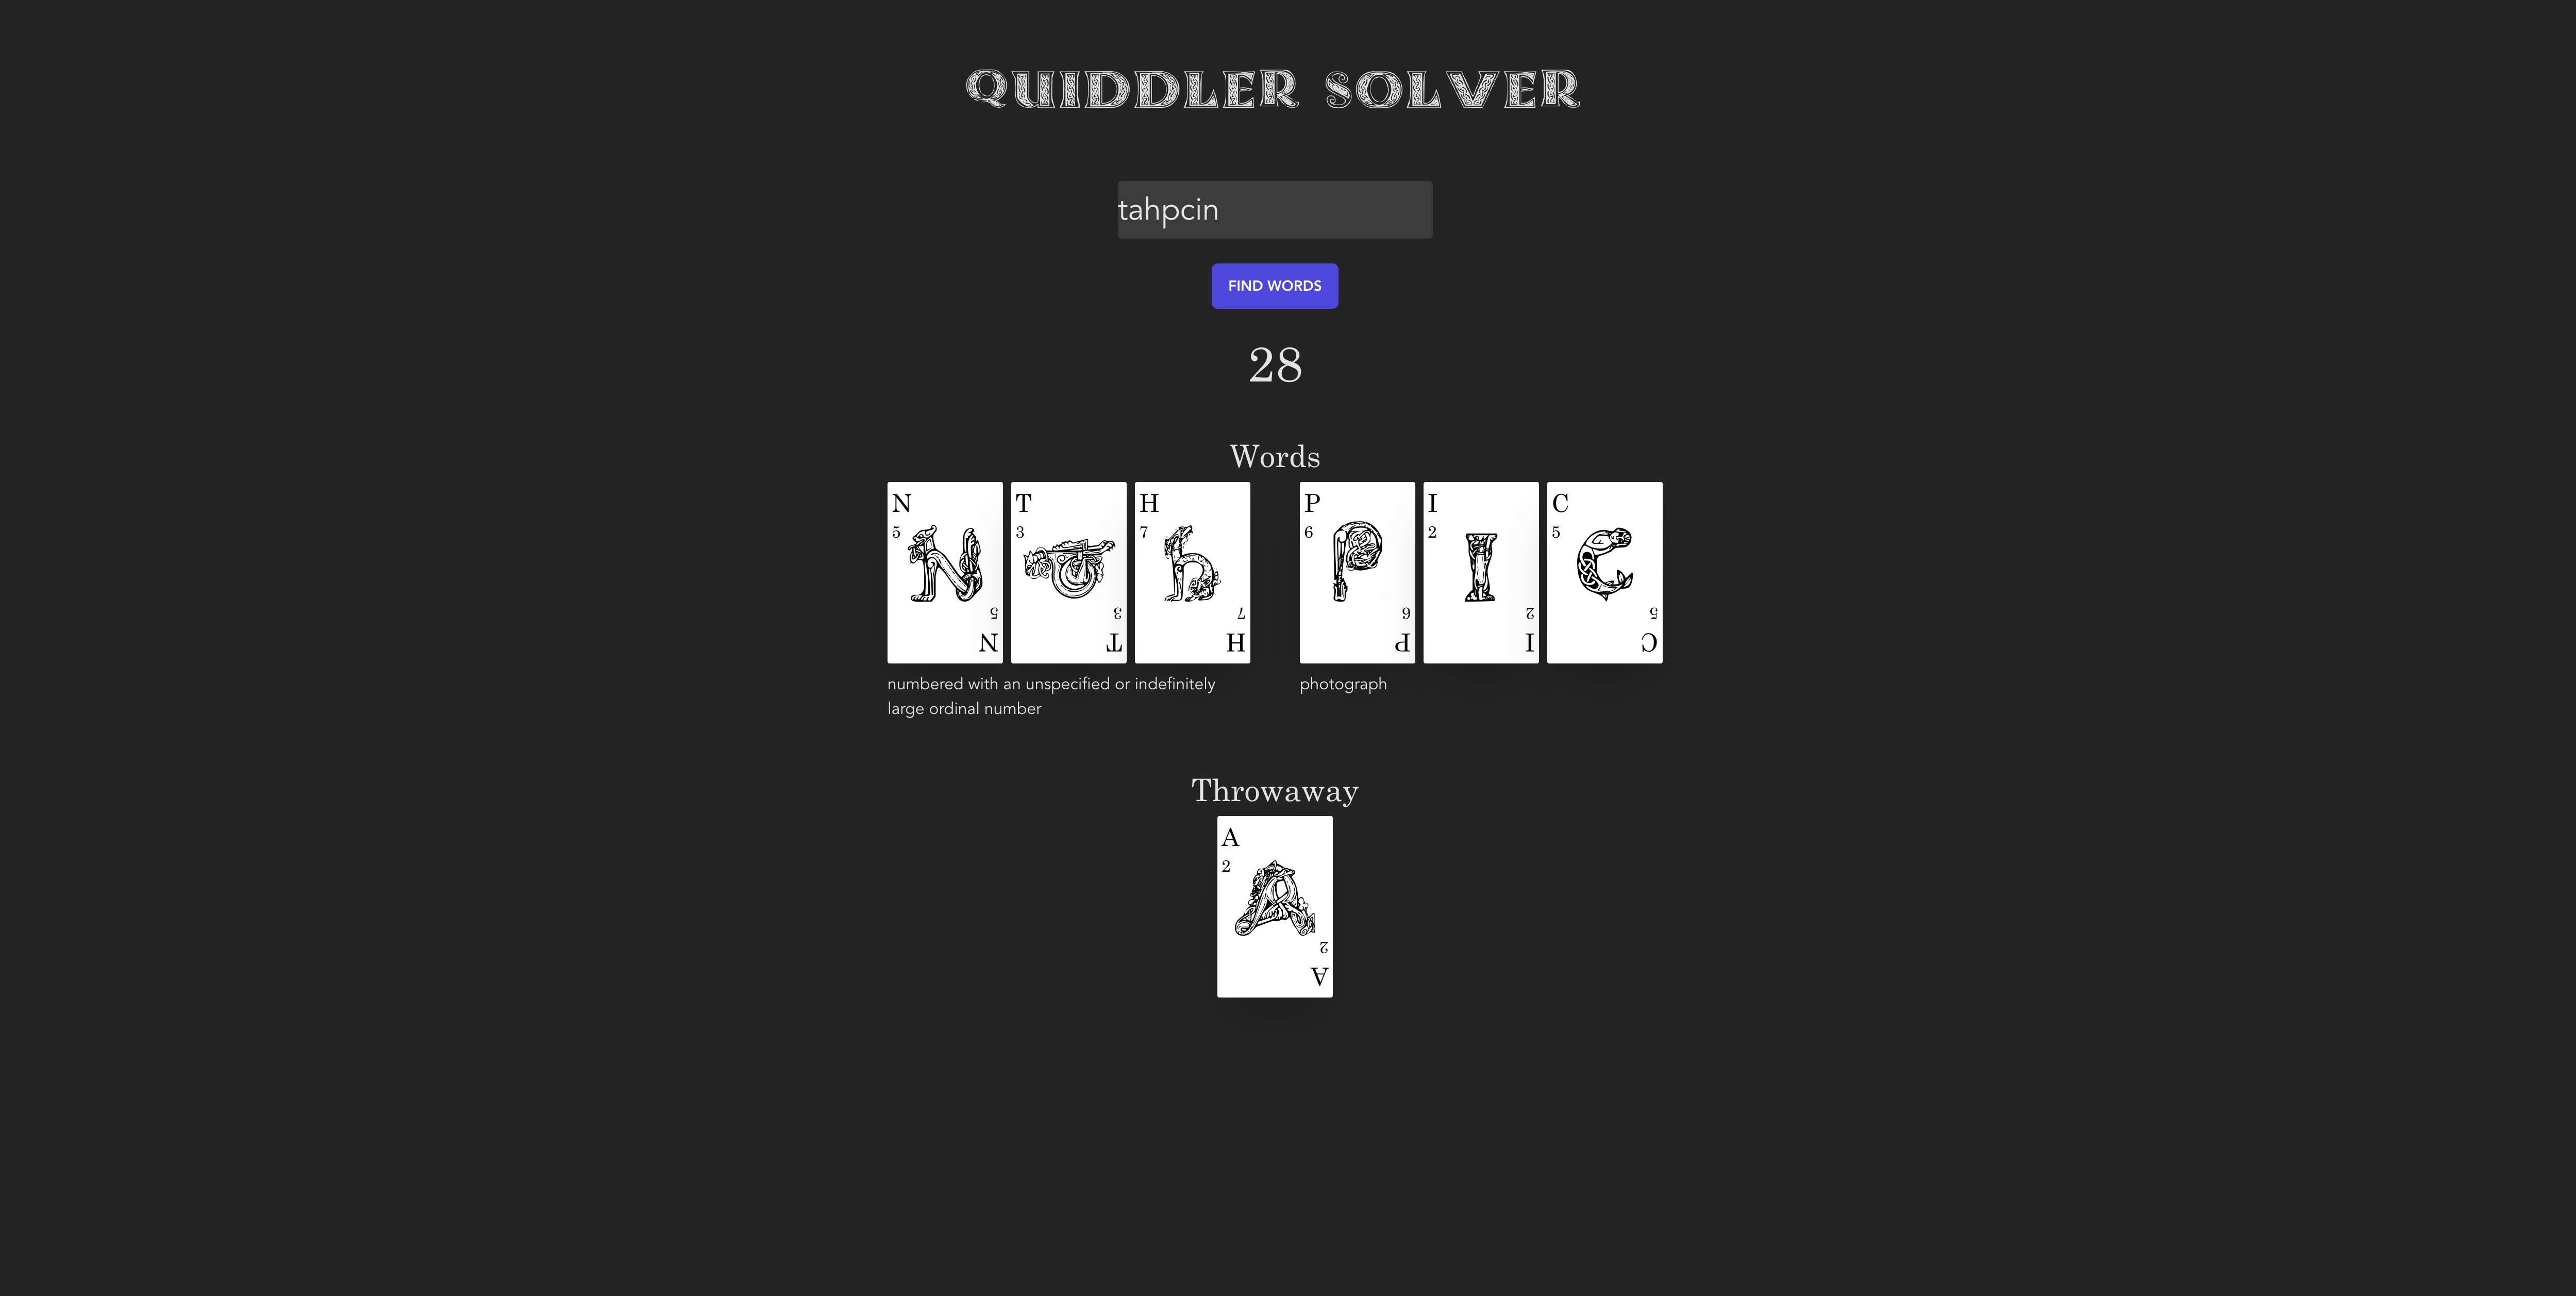 QUIDDLER SOLVER
tahpcin
FIND WORDS
28
Words
N T H P I C
5 3 7 6 2 5
N T H P I C
5 3 7 6 2 5
N T H P I C
numbered with an unspecified or indefinitely
large ordinal number
photograph
Throwaway
A
2
A
2
A